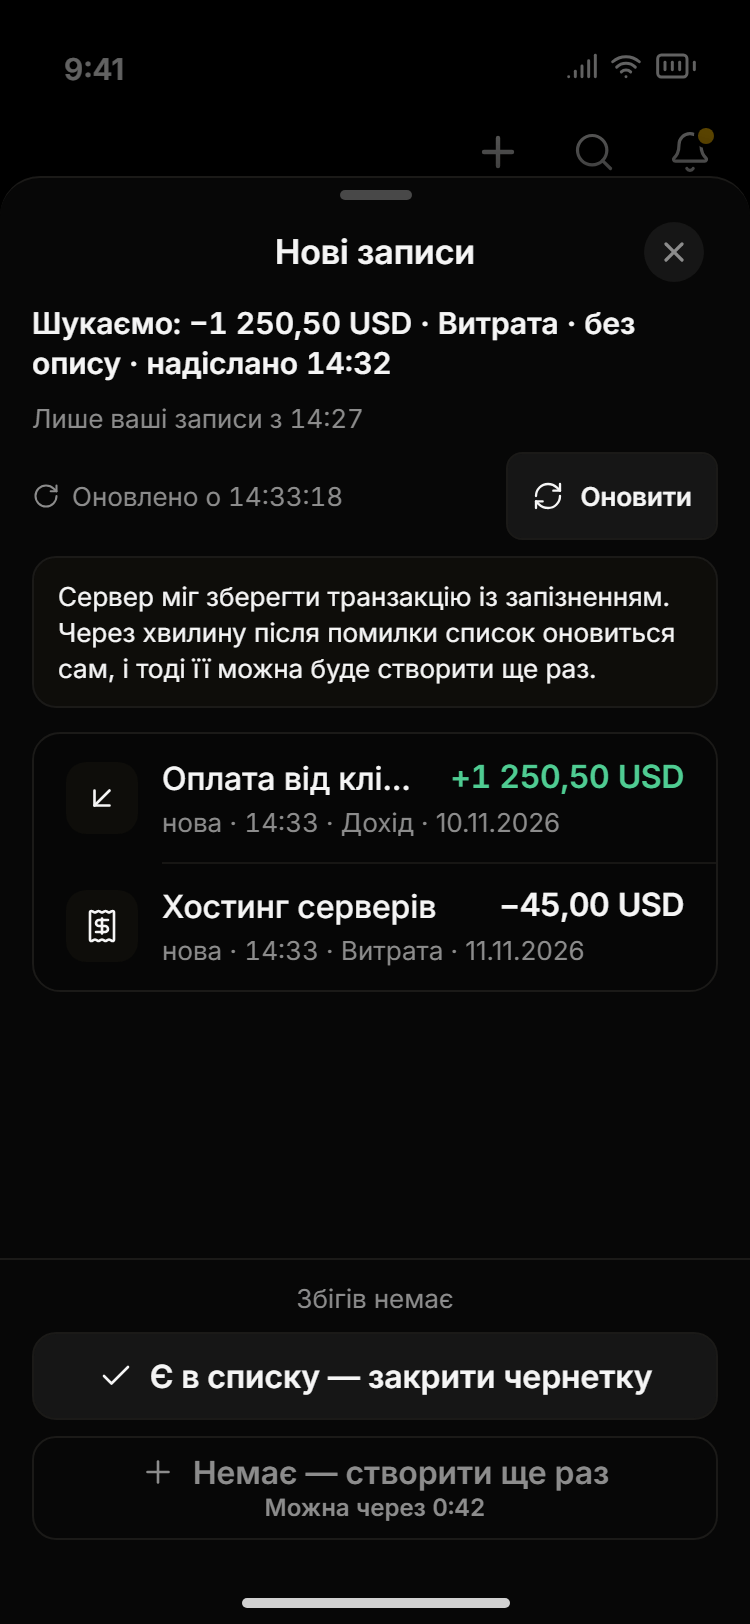 9:41
Нові записи
Шукаємо: −1 250,50 USD · Витрата · без
опису · надіслано 14:32
Лише ваші записи з 14:27
Оновлено о 14:33:18
Оновити
Сервер міг зберегти транзакцію із запізненням.
Через хвилину після помилки список оновиться
сам, і тоді її можна буде створити ще раз.
Оплата від клі... +1 250,50 USD
нова · 14:33 · Дохід · 10.11.2026
Хостинг серверів −45,00 USD
нова · 14:33 · Витрата · 11.11.2026
Збігів немає
Є в списку — закрити чернетку
Немає — створити ще раз
Можна через 0:42